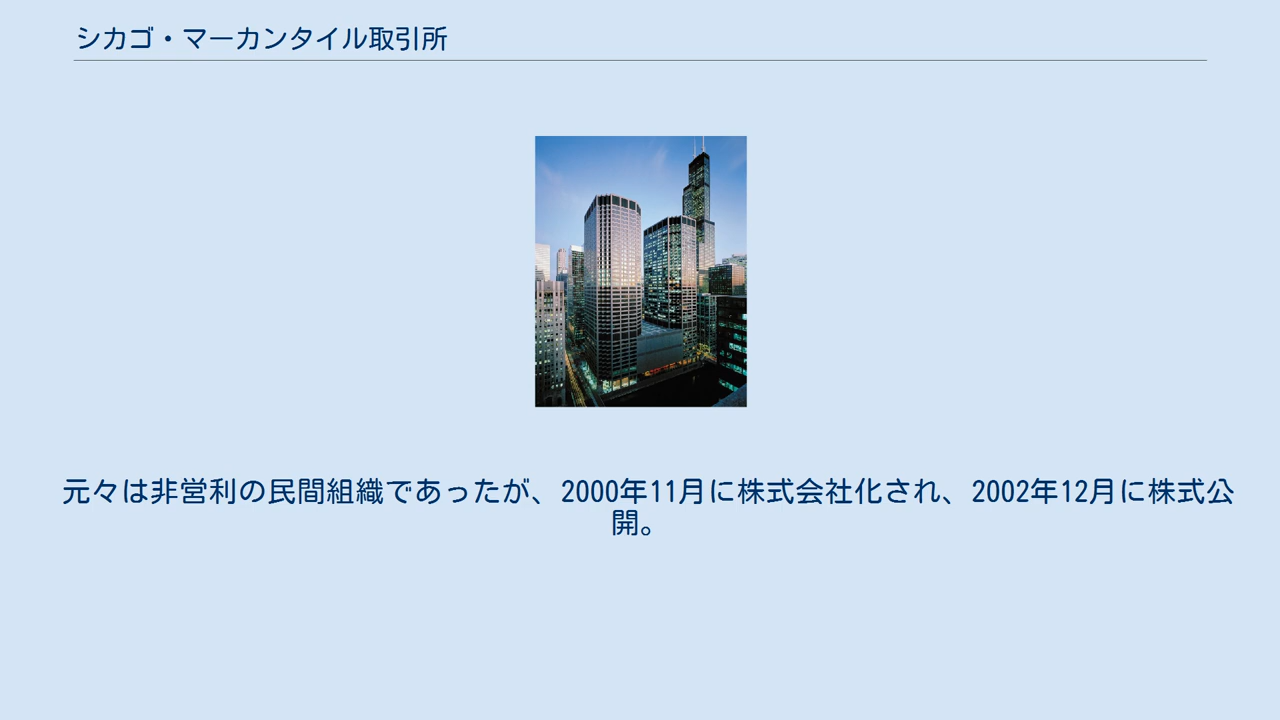 シカゴ・マーカンタイル取引所
元々は非営利の民間組織であったが、2000年11月に株式会社化され、2002年12月に株式公
開。